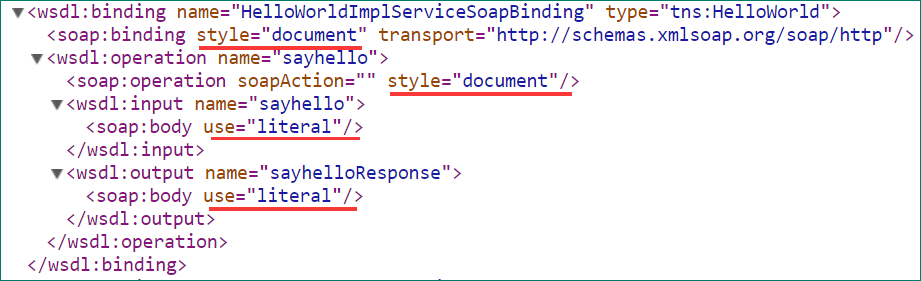 ▼<wsdl:binding name="HelloWorldImplServiceSoapBinding" type="tns:HelloWorld">
<soap:binding style="document" transport="http://schemas.xmlsoap.org/soap/http"/>
▼<wsdl:operation name="sayhello">
<soap:operation soapAction="" style="document"/>
▼<wsdl:input name="sayhello">
<soap:body use="literal"/>
</wsdl:input>
▼<wsdl:output name="sayhelloResponse">
<soap:body use="literal"/>
</wsdl:output>
</wsdl:operation>
</wsdl:binding>